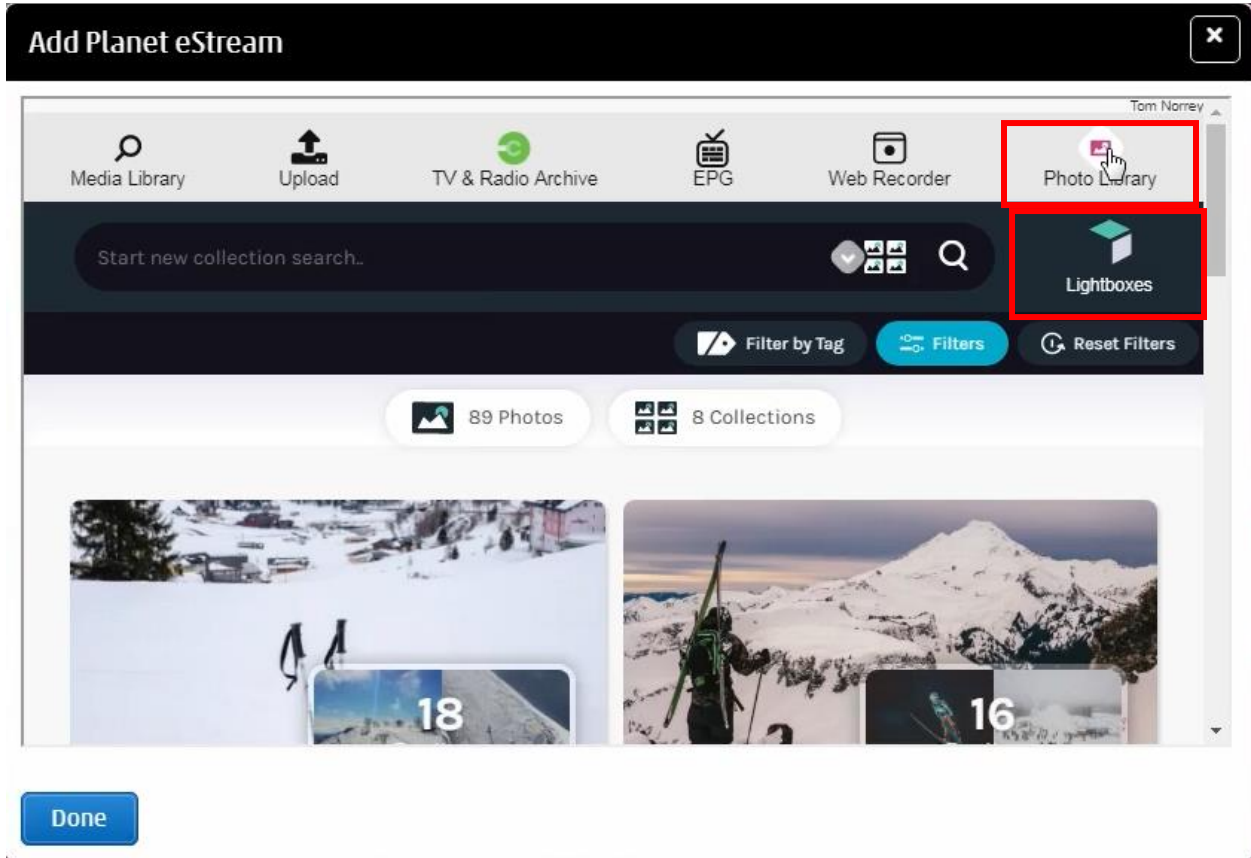 Add Planet eStream
Tom Norrey
Media Library
Upload
TV & Radio Archive
EPG
Web Recorder
Photo Library
Start new collection search..
Lightboxes
Filter by Tag
Filters
Reset Filters
89 Photos
8 Collections
18
16
Done